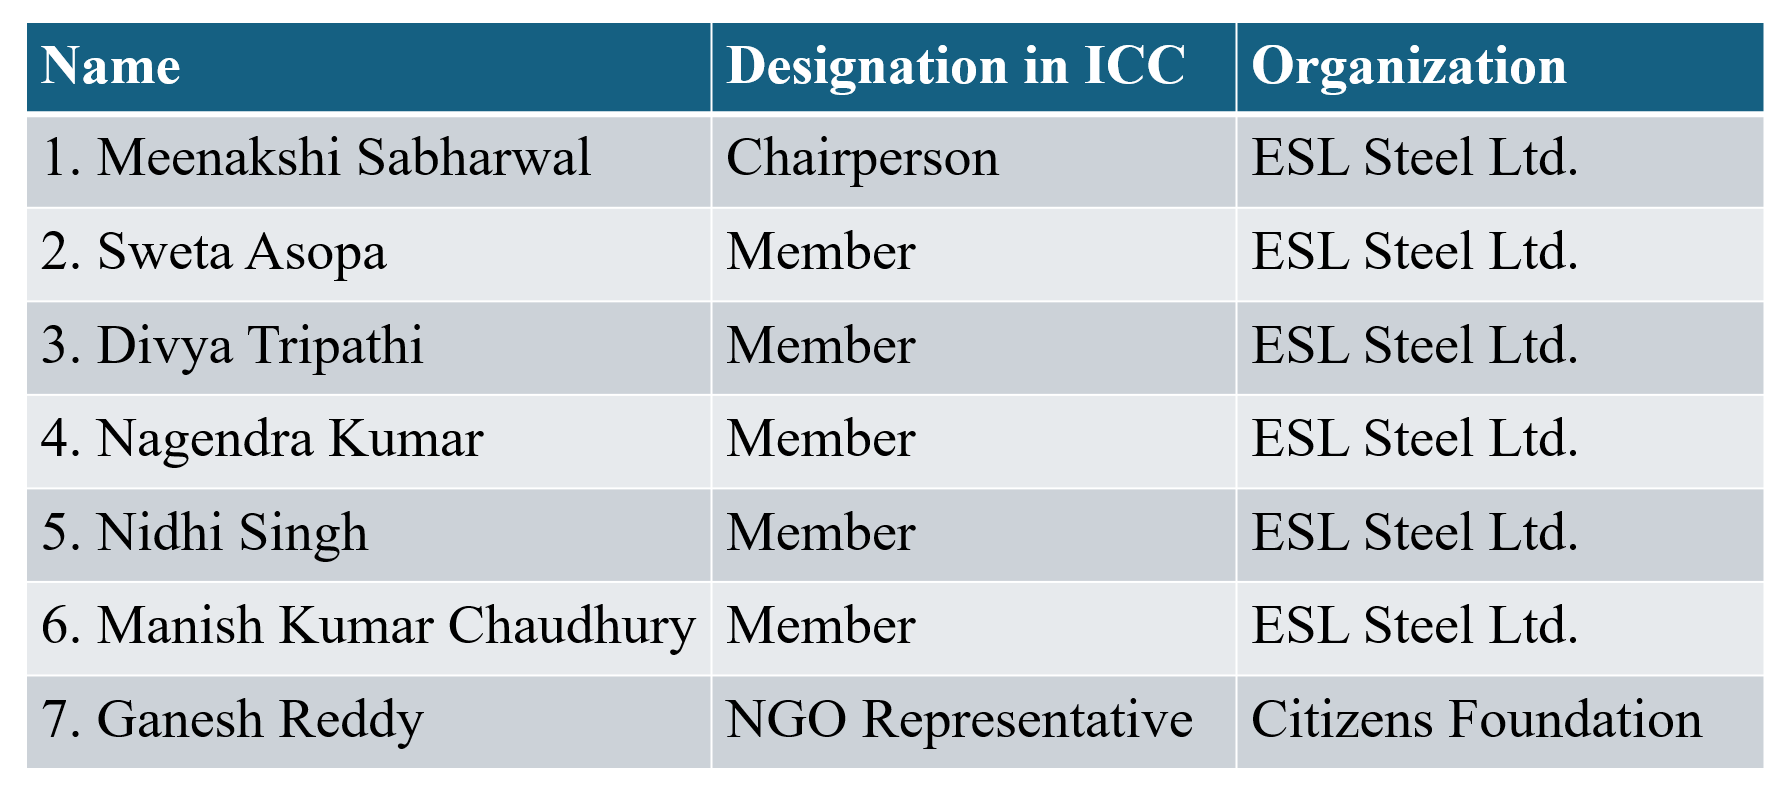 Name Designation in ICC Organization
1. Meenakshi Sabharwal Chairperson ESL Steel Ltd.
2. Sweta Asopa Member ESL Steel Ltd.
3. Divya Tripathi Member ESL Steel Ltd.
4. Nagendra Kumar Member ESL Steel Ltd.
5. Nidhi Singh Member ESL Steel Ltd.
6. Manish Kumar Chaudhury Member ESL Steel Ltd.
7. Ganesh Reddy NGO Representative Citizens Foundation